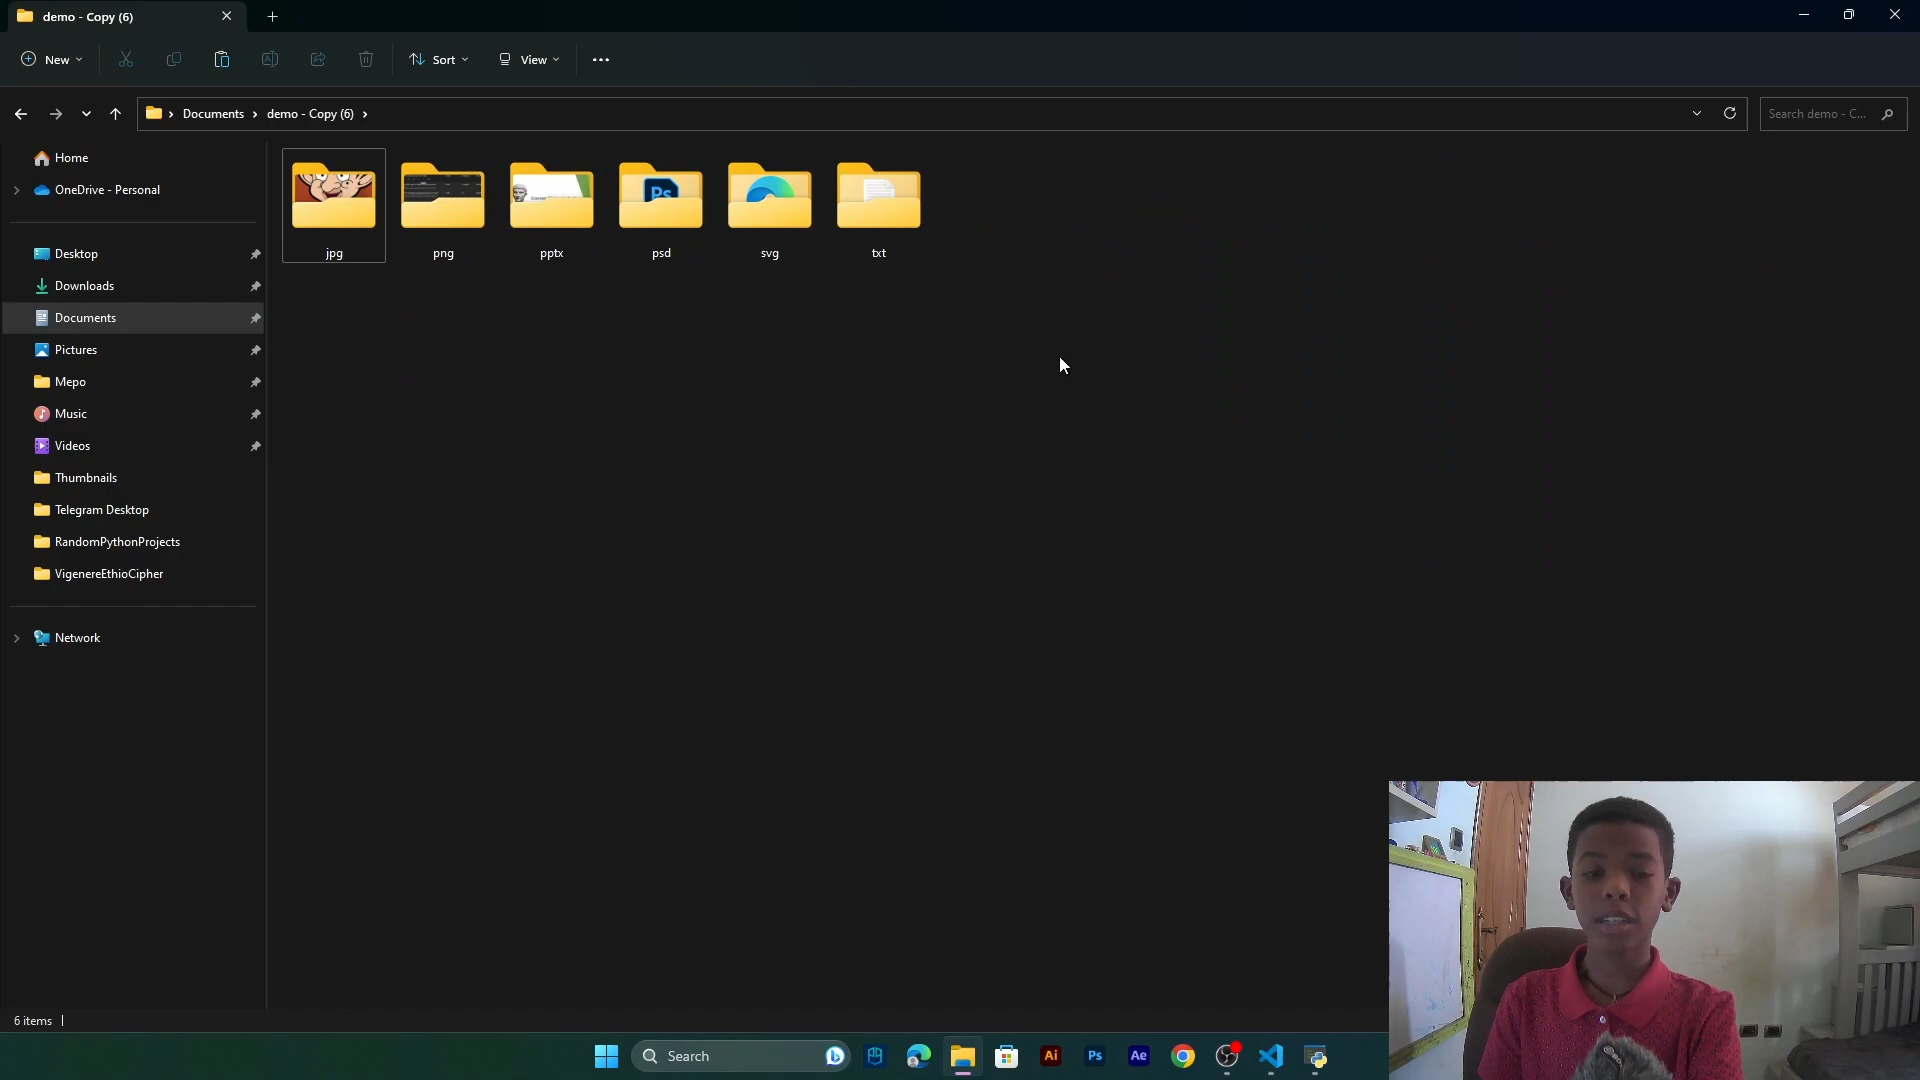 demo - Copy (6)
New
Sort
View
Documents
demo - Copy (6)
Search demo - C...
Home
OneDrive - Personal
Desktop
Downloads
Documents
Pictures
Mepo
Music
Videos
Thumbnails
Telegram Desktop
RandomPythonProjects
VigenereEthioCipher
Network
jpg
png
pptx
Ps
psd
svg
txt
6 items
Search
Ai
Ps
Ae